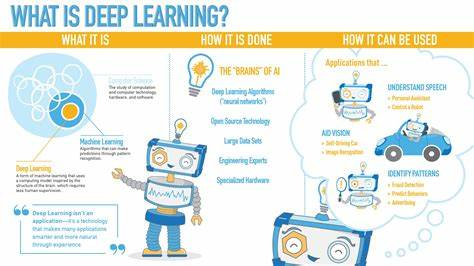 WHAT IS DEEP LEARNING?
WHAT IT IS
HOW IT IS DONE
HOW IT CAN BE USED
Computer Science
The study of computation
and computer technology,
hardware, and software.
Machine Learning
Algorithms that can make
predictions through pattern
recognition.
Deep Learning
A form of machine learning that uses
a computing model inspired by the
structure of the brain, which requires
less human supervision.
Deep Learning isn't an
application—it's a technology
that makes many applications
smarter and more natural
through experience.
THE "BRAINS" OF AI
Deep Learning Algorithms
("neural networks")
Open Source Technology
Large Data Sets
Engineering Experts
Specialized Hardware
Applications that ...
UNDERSTAND SPEECH
• Personal Assistant
• Control a Robot
AID VISION
• Self-Driving Car
• Image Recognition
IDENTIFY PATTERNS
• Fraud Detection
• Predict Behaviors
• Advertising